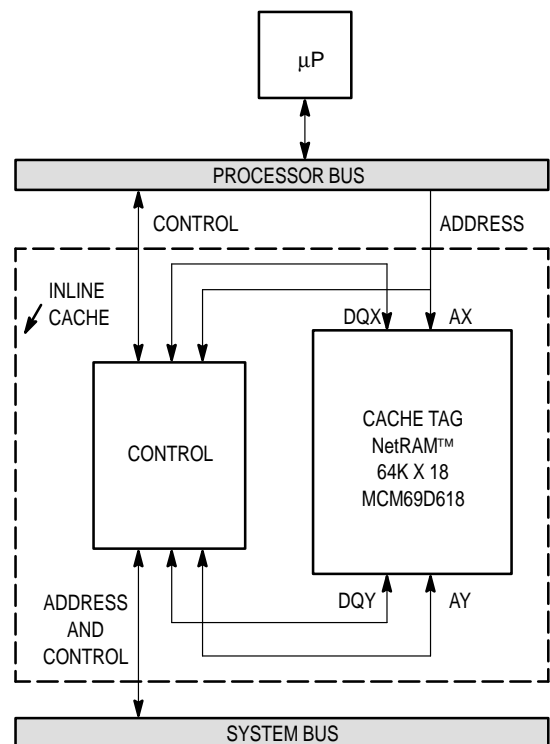 μP
PROCESSOR BUS
CONTROL
ADDRESS
INLINE
CACHE
DQX
AX
CONTROL
CACHE TAG
NetRAM™
64K X 18
MCM69D618
DQY
AY
ADDRESS
AND
CONTROL
SYSTEM BUS